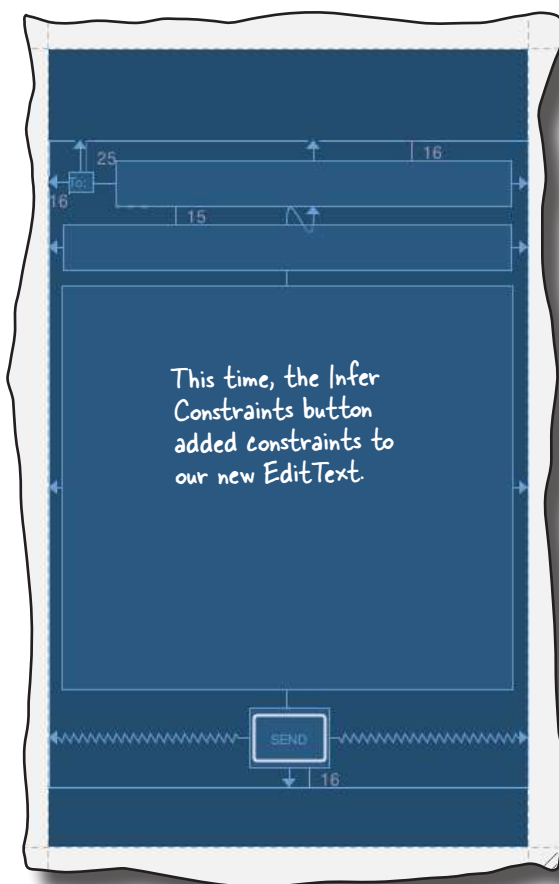 25
16
To:
16
15
This time, the Infer
Constraints button
added constraints to
our new EditText.
SEND
16